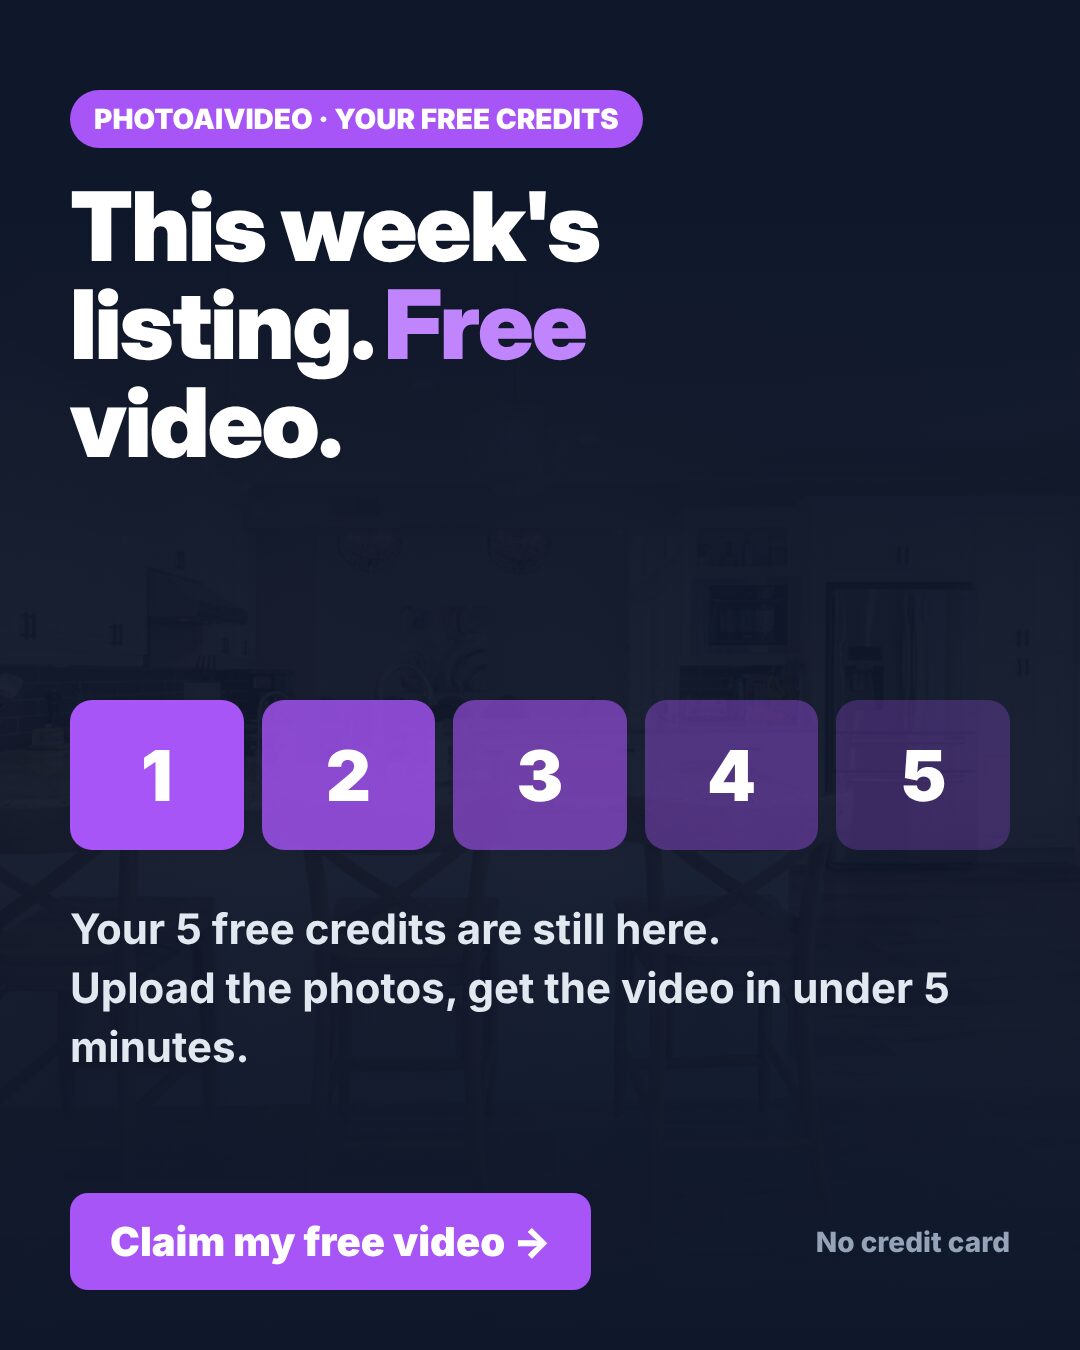 PHOTOAIVIDEO · YOUR FREE CREDITS
This week's
listing. Free
video.
1 2 3 4 5
Your 5 free credits are still here.
Upload the photos, get the video in under 5
minutes.
Claim my free video →
No credit card